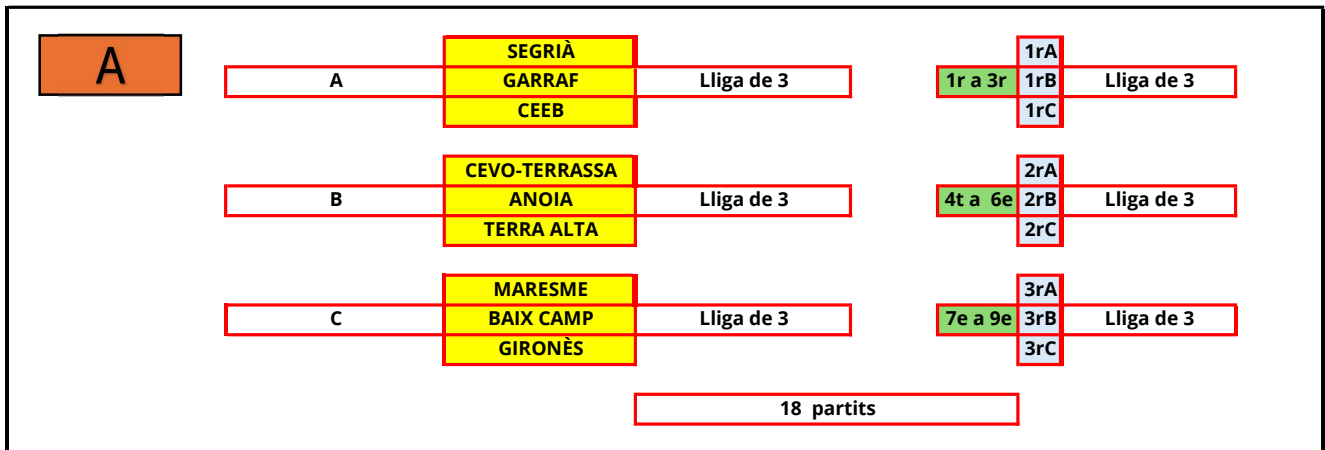 A
SEGRIÀ 1rA
A GARRAF Lliga de 3 1r a 3r 1rB Lliga de 3
CEEB 1rC
CEVO-TERRASSA 2rA
B ANOIA Lliga de 3 4t a 6e 2rB Lliga de 3
TERRA ALTA 2rC
MARESME 3rA
C BAIX CAMP Lliga de 3 7e a 9e 3rB Lliga de 3
GIRONÈS 3rC
18 partits